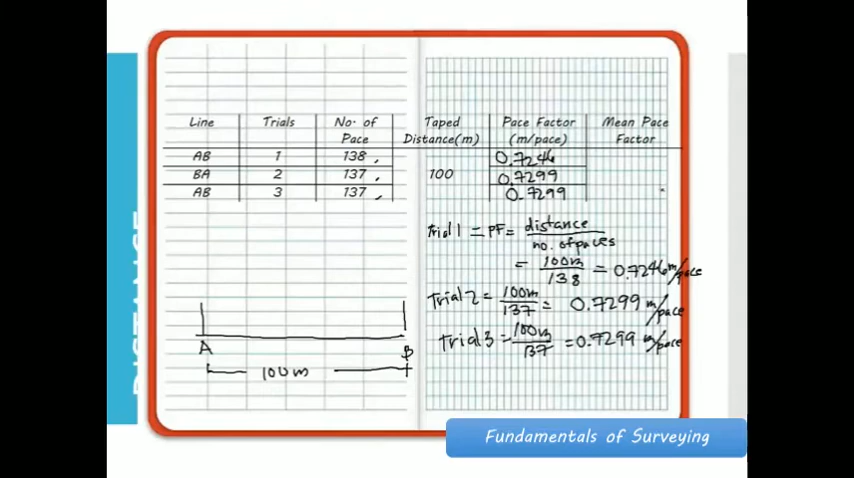 Line Trials No. of Pace Taped Distance(m) Pace Factor (m/pace) Mean Pace Factor
AB 1 138 0.7246
BA 2 137 100 0.7299
AB 3 137 0.7299
Trial 1 = PF = distance / no. of paces
= 100m / 138 = 0.7246 m/pace
Trial 2 = 100m / 137 = 0.7299 m/pace
Trial 3 = 100m / 137 = 0.7299 m/pace
A B
100m
DISTANCE
Fundamentals of Surveying